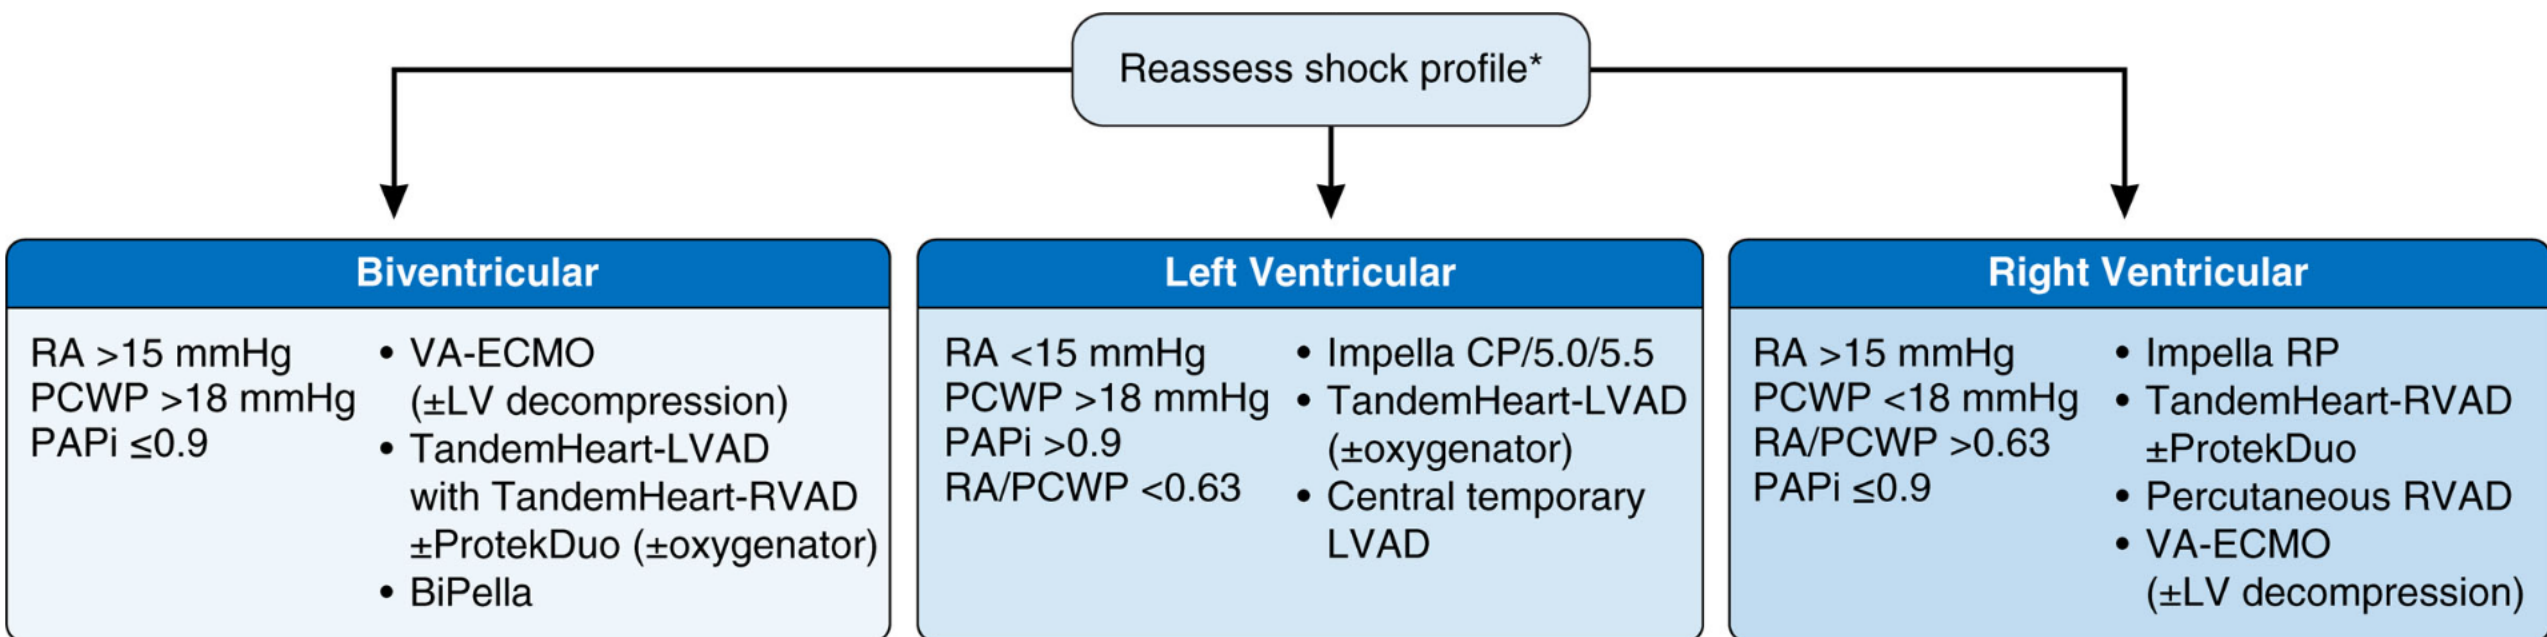 Reassess shock profile*
Biventricular
RA >15 mmHg
PCWP >18 mmHg
PAPi ≤0.9
• VA-ECMO
(±LV decompression)
• TandemHeart-LVAD
with TandemHeart-RVAD
±ProtekDuo (±oxygenator)
• BiPella
Left Ventricular
RA <15 mmHg
PCWP >18 mmHg
PAPi >0.9
RA/PCWP <0.63
• Impella CP/5.0/5.5
• TandemHeart-LVAD
(±oxygenator)
• Central temporary
LVAD
Right Ventricular
RA >15 mmHg
PCWP <18 mmHg
RA/PCWP >0.63
PAPi ≤0.9
• Impella RP
• TandemHeart-RVAD
±ProtekDuo
• Percutaneous RVAD
• VA-ECMO
(±LV decompression)